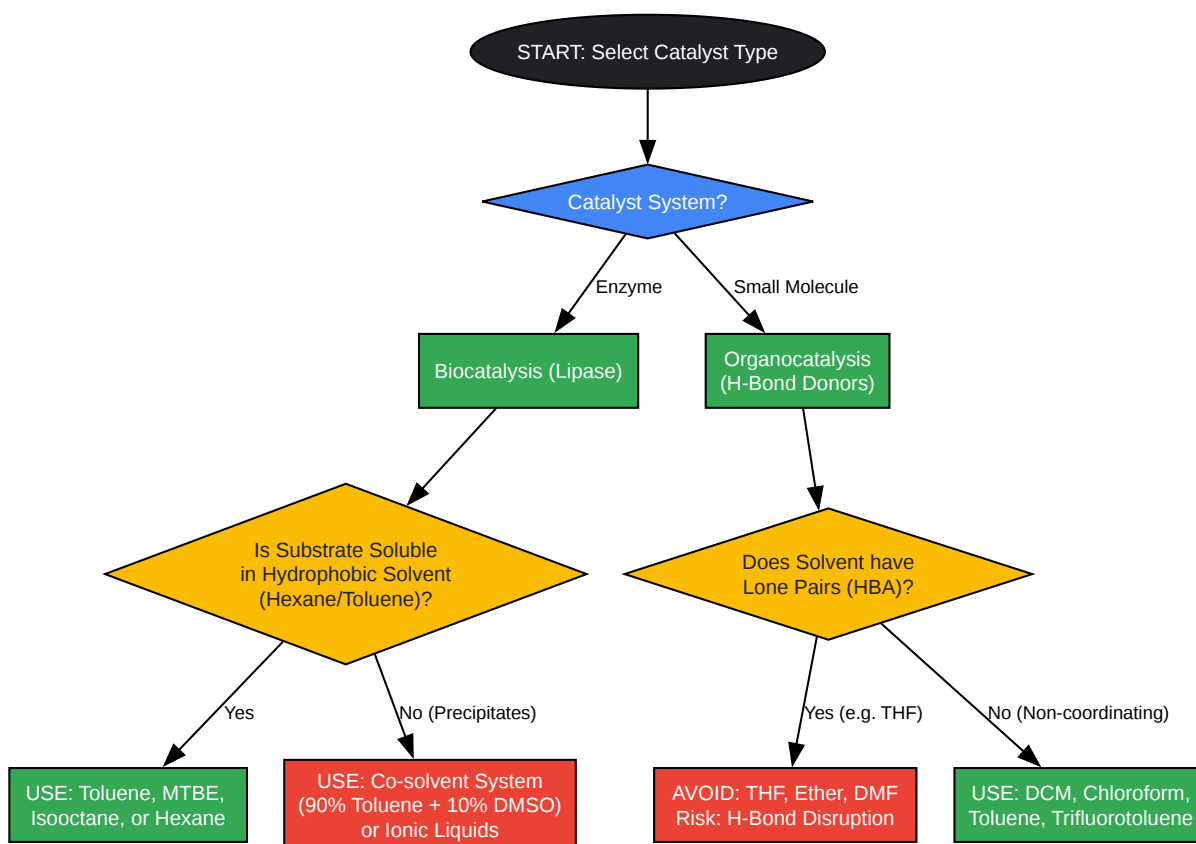 START: Select Catalyst Type
Catalyst System?
Enzyme
Small Molecule
Biocatalysis (Lipase)
Organocatalysis
(H-Bond Donors)
Is Substrate Soluble
in Hydrophobic Solvent
(Hexane/Toluene)?
Does Solvent have
Lone Pairs (HBA)?
Yes
No (Precipitates)
Yes (e.g. THF)
No (Non-coordinating)
USE: Toluene, MTBE,
Isooctane, or Hexane
USE: Co-solvent System
(90% Toluene + 10% DMSO)
or Ionic Liquids
AVOID: THF, Ether, DMF
Risk: H-Bond Disruption
USE: DCM, Chloroform,
Toluene, Trifluorotoluene